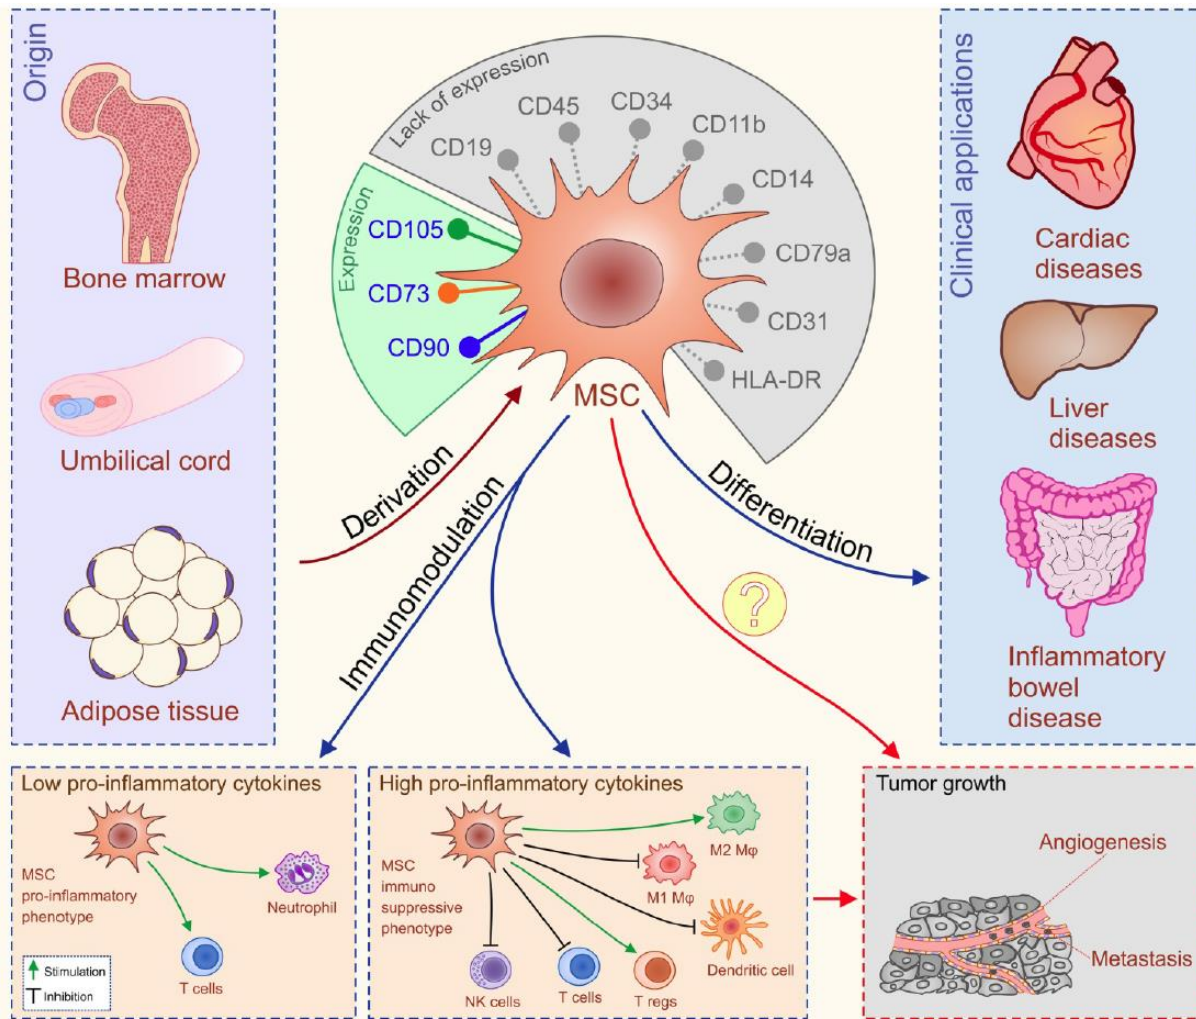 Origin
Bone marrow
Umbilical cord
Adipose tissue
Lack of expression
CD19
CD45
CD34
CD11b
CD14
CD79a
CD31
HLA-DR
Expression
CD105
CD73
CD90
MSC
Derivation
Immunomodulation
?
Differentiation
Clinical applications
Cardiac
diseases
Liver
diseases
Inflammatory
bowel
disease
Low pro-inflammatory cytokines
MSC
pro-inflammatory
phenotype
Neutrophil
T cells
Stimulation
Inhibition
High pro-inflammatory cytokines
MSC
immuno
suppressive
phenotype
M2 Mφ
M1 Mφ
Dendritic cell
NK cells
T cells
T regs
Tumor growth
Angiogenesis
Metastasis